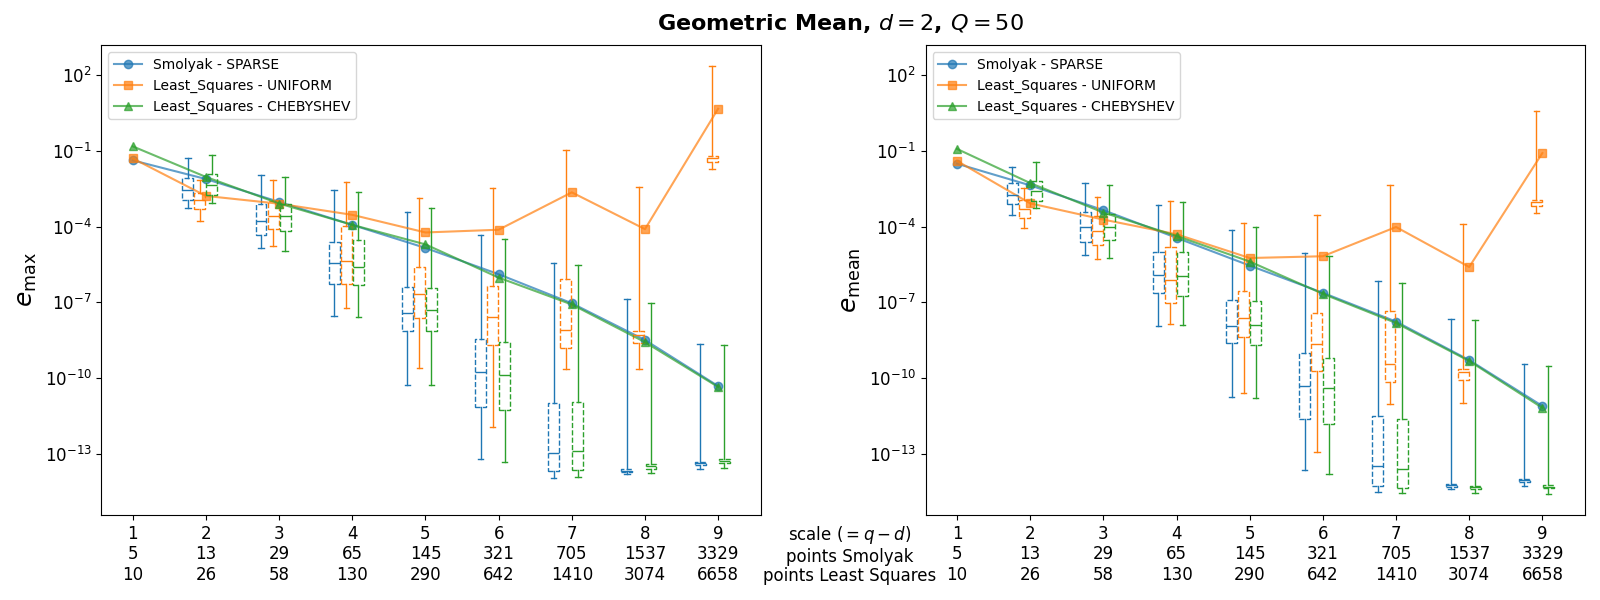 Geometric Mean, d = 2, Q = 50
Smolyak - SPARSE
Least_Squares - UNIFORM
Least_Squares - CHEBYSHEV
10²
10⁻¹
10⁻⁴
10⁻⁷
10⁻¹⁰
10⁻¹³
e_max
Smolyak - SPARSE
Least_Squares - UNIFORM
Least_Squares - CHEBYSHEV
10²
10⁻¹
10⁻⁴
10⁻⁷
10⁻¹⁰
10⁻¹³
e_mean
1 2 3 4 5 6 7 8 9 scale (= q − d) 1 2 3 4 5 6 7 8 9
5 13 29 65 145 321 705 1537 3329 points Smolyak 5 13 29 65 145 321 705 1537 3329
10 26 58 130 290 642 1410 3074 6658 points Least Squares 10 26 58 130 290 642 1410 3074 6658